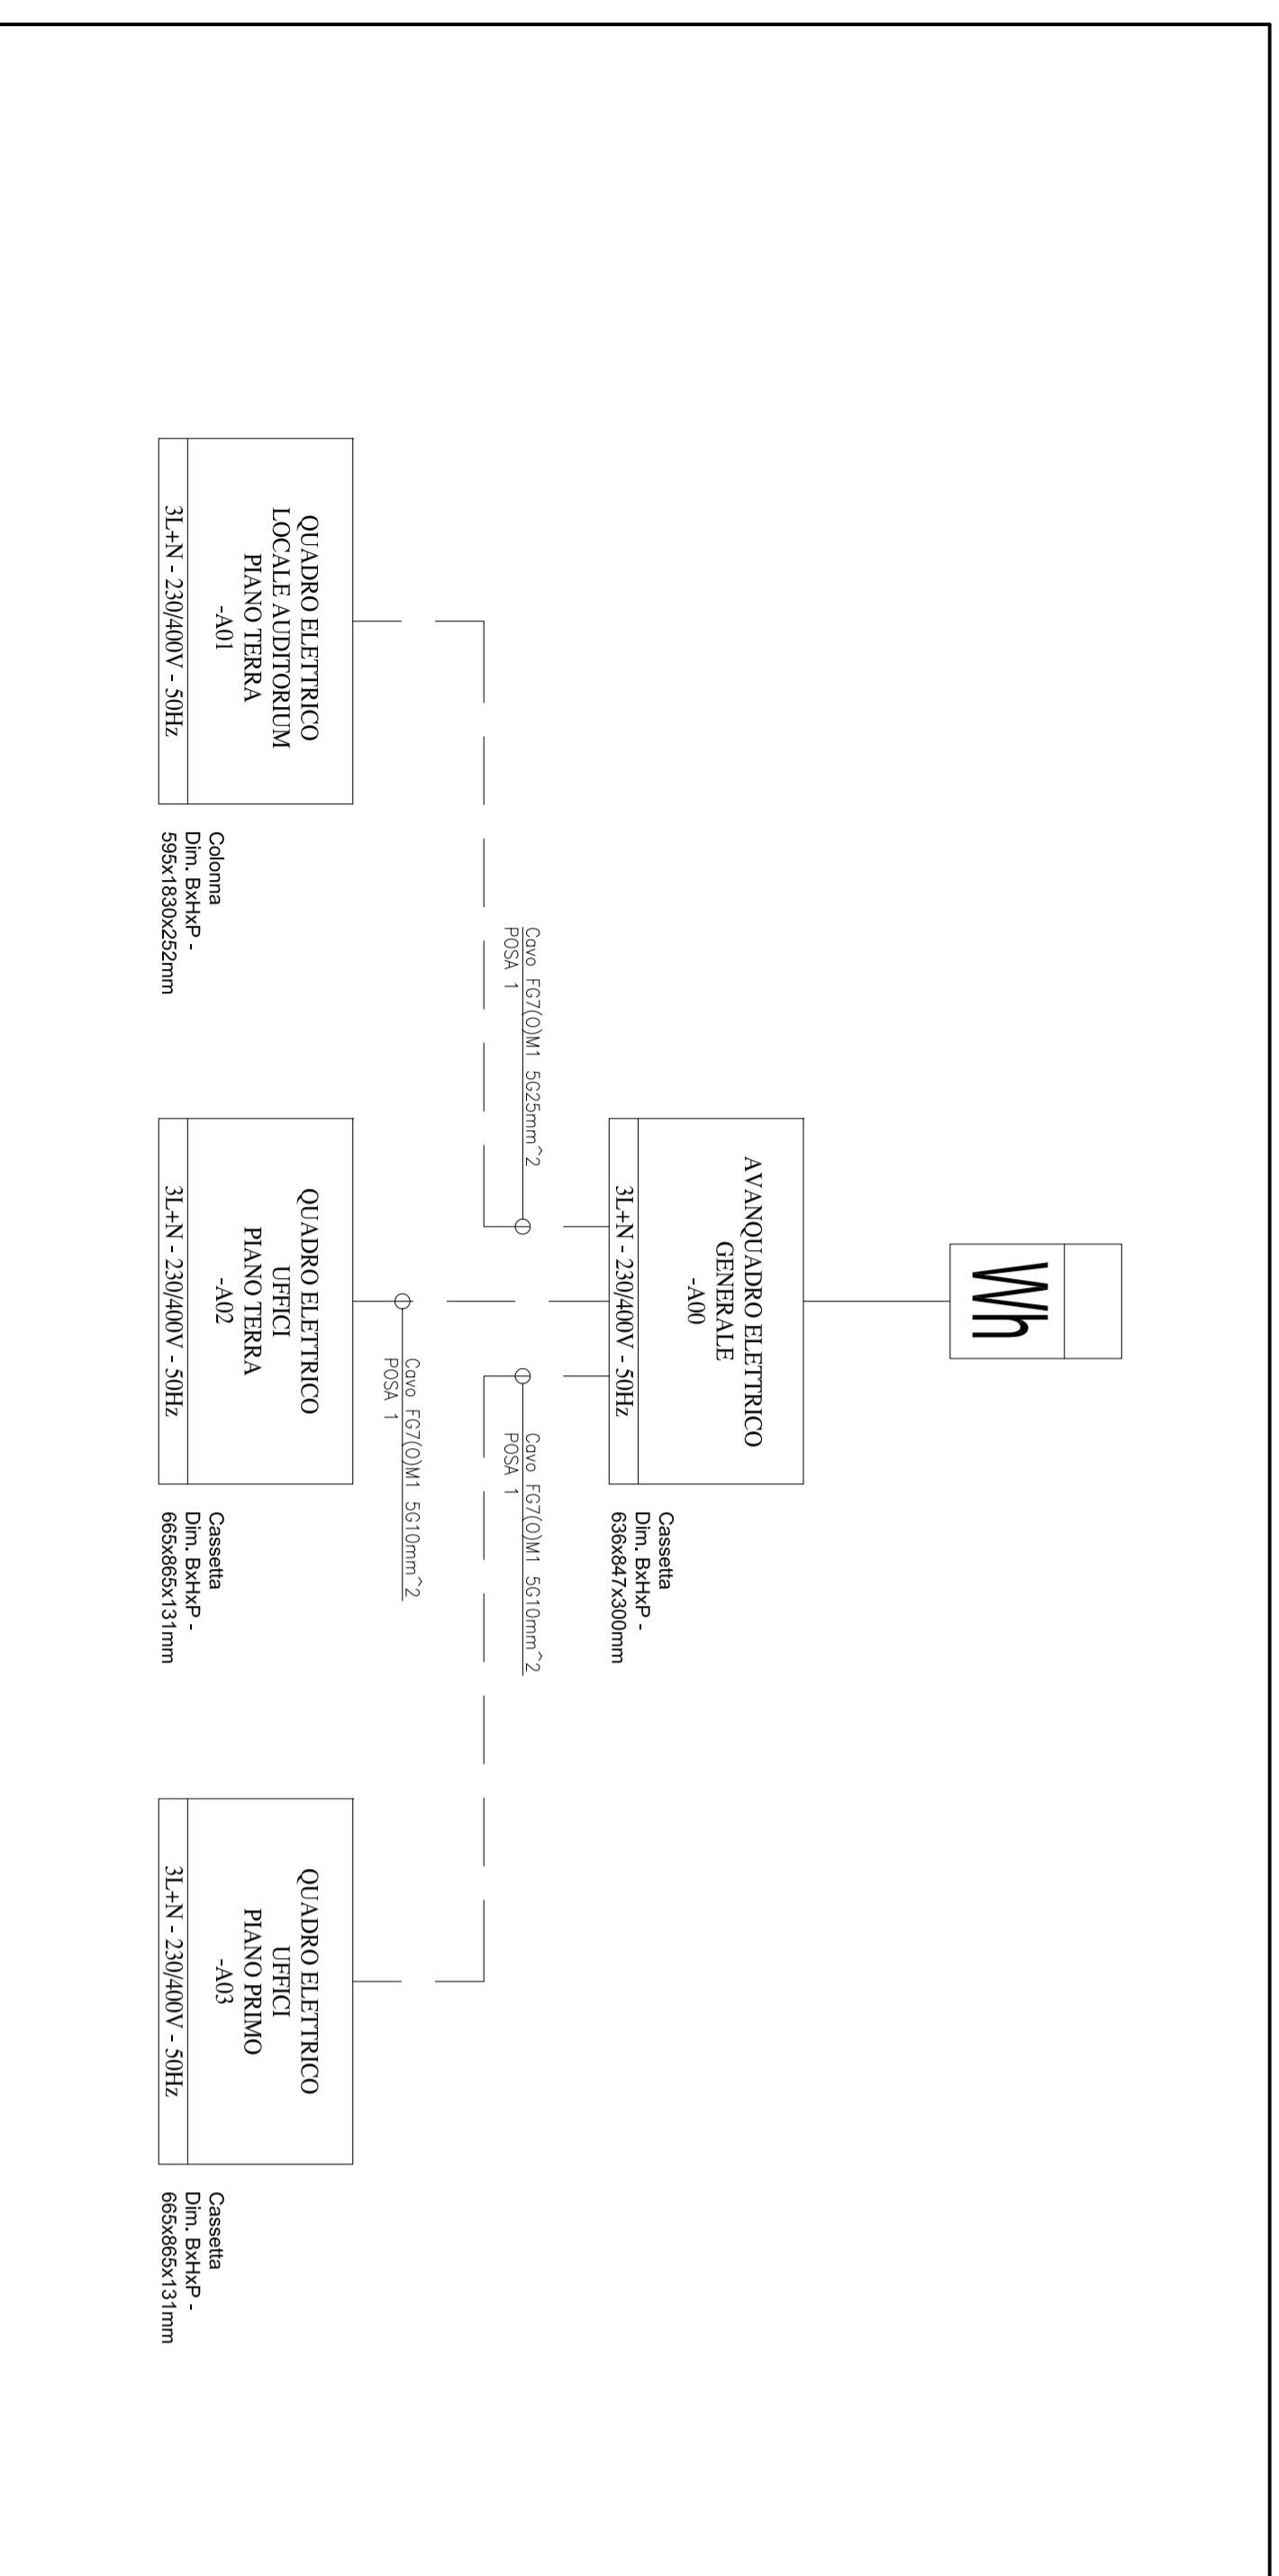 Wh
AVANQUADRO ELETTRICO
GENERALE
-A00
3L+N - 230/400V - 50Hz
Cassetta
Dim. BxHxP -
636x847x300mm
Cavo FG7(O)M1 5G25mm^2
POSA 1
Cavo FG7(O)M1 5G10mm^2
POSA 1
Cavo FG7(O)M1 5G10mm^2
POSA 1
QUADRO ELETTRICO
LOCALE AUDITORIUM
PIANO TERRA
-A01
3L+N - 230/400V - 50Hz
Colonna
Dim. BxHxP -
595x1830x252mm
QUADRO ELETTRICO
UFFICI
PIANO TERRA
-A02
3L+N - 230/400V - 50Hz
Cassetta
Dim. BxHxP -
665x865x131mm
QUADRO ELETTRICO
UFFICI
PIANO PRIMO
-A03
3L+N - 230/400V - 50Hz
Cassetta
Dim. BxHxP -
665x865x131mm